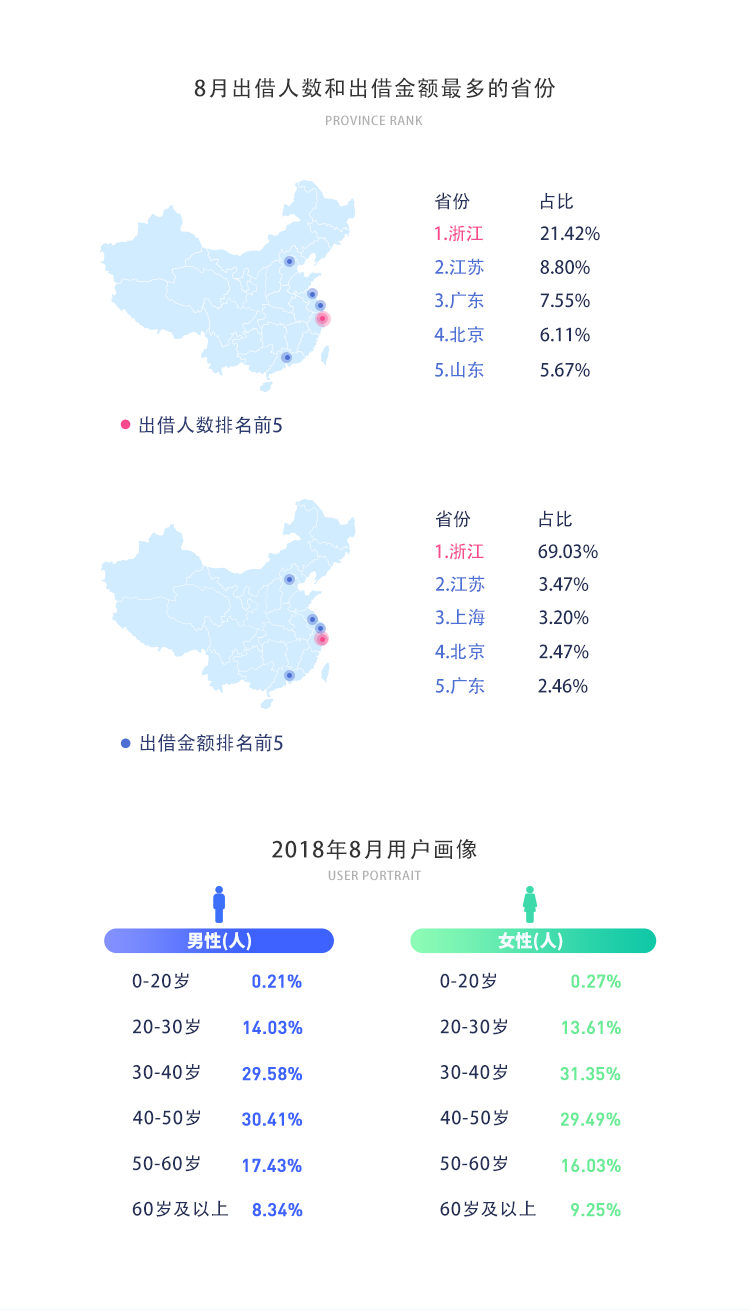 8月出借人数和出借金额最多的省份
PROVINCE RANK
省份 占比
1.浙江 21.42%
2.江苏 8.80%
3.广东 7.55%
4.北京 6.11%
5.山东 5.67%
出借人数排名前5
省份 占比
1.浙江 69.03%
2.江苏 3.47%
3.上海 3.20%
4.北京 2.47%
5.广东 2.46%
出借金额排名前5
2018年8月用户画像
USER PORTRAIT
男性(人) 女性(人)
0-20岁 0.21% 0-20岁 0.27%
20-30岁 14.03% 20-30岁 13.61%
30-40岁 29.58% 30-40岁 31.35%
40-50岁 30.41% 40-50岁 29.49%
50-60岁 17.43% 50-60岁 16.03%
60岁及以上 8.34% 60岁及以上 9.25%